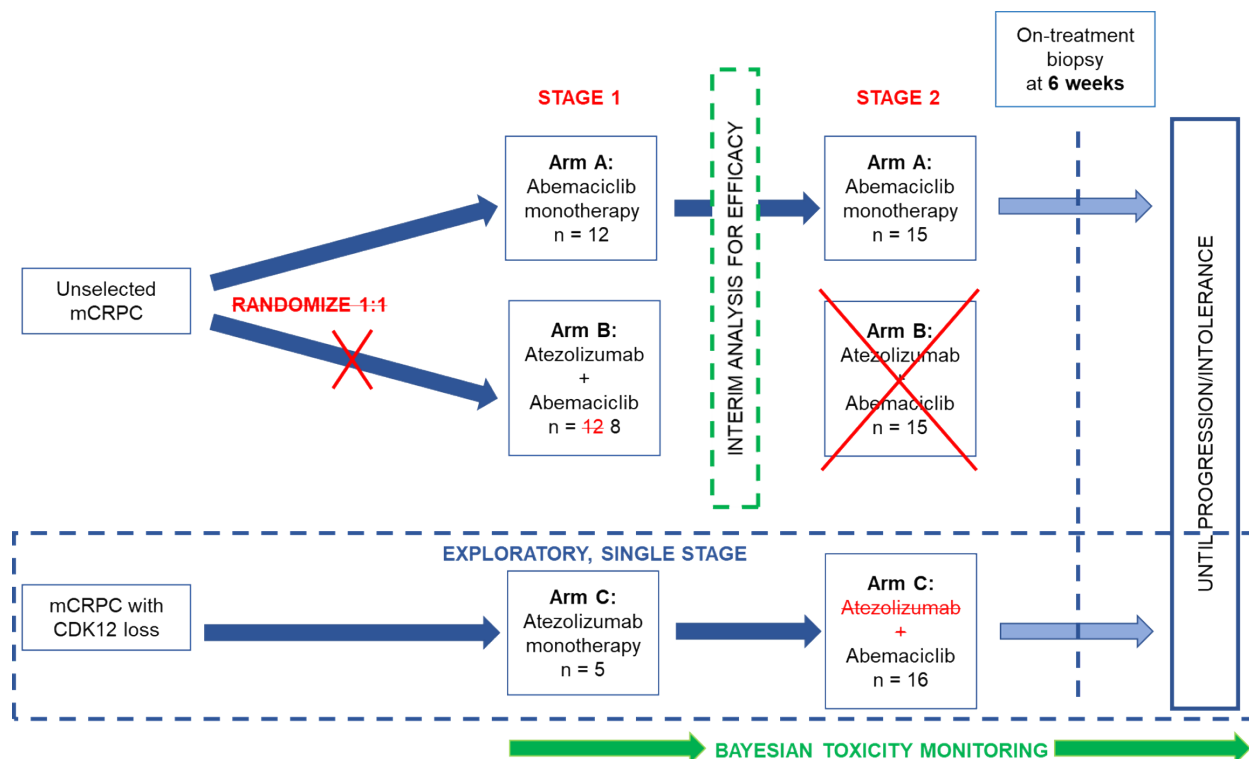 On-treatment
biopsy
at 6 weeks
STAGE 1
STAGE 2
Arm A:
Abemaciclib
monotherapy
n = 12
Arm A:
Abemaciclib
monotherapy
n = 15
Unselected
mCRPC
RANDOMIZE 1:1
Arm B:
Atezolizumab
+
Abemaciclib
n = 12 8
INTERIM ANALYSIS FOR EFFICACY
Arm B:
Atezolizumab
+
Abemaciclib
n = 15
UNTIL PROGRESSION/INTOLERANCE
EXPLORATORY, SINGLE STAGE
mCRPC with
CDK12 loss
Arm C:
Atezolizumab
monotherapy
n = 5
Arm C:
Atezolizumab
+
Abemaciclib
n = 16
BAYESIAN TOXICITY MONITORING